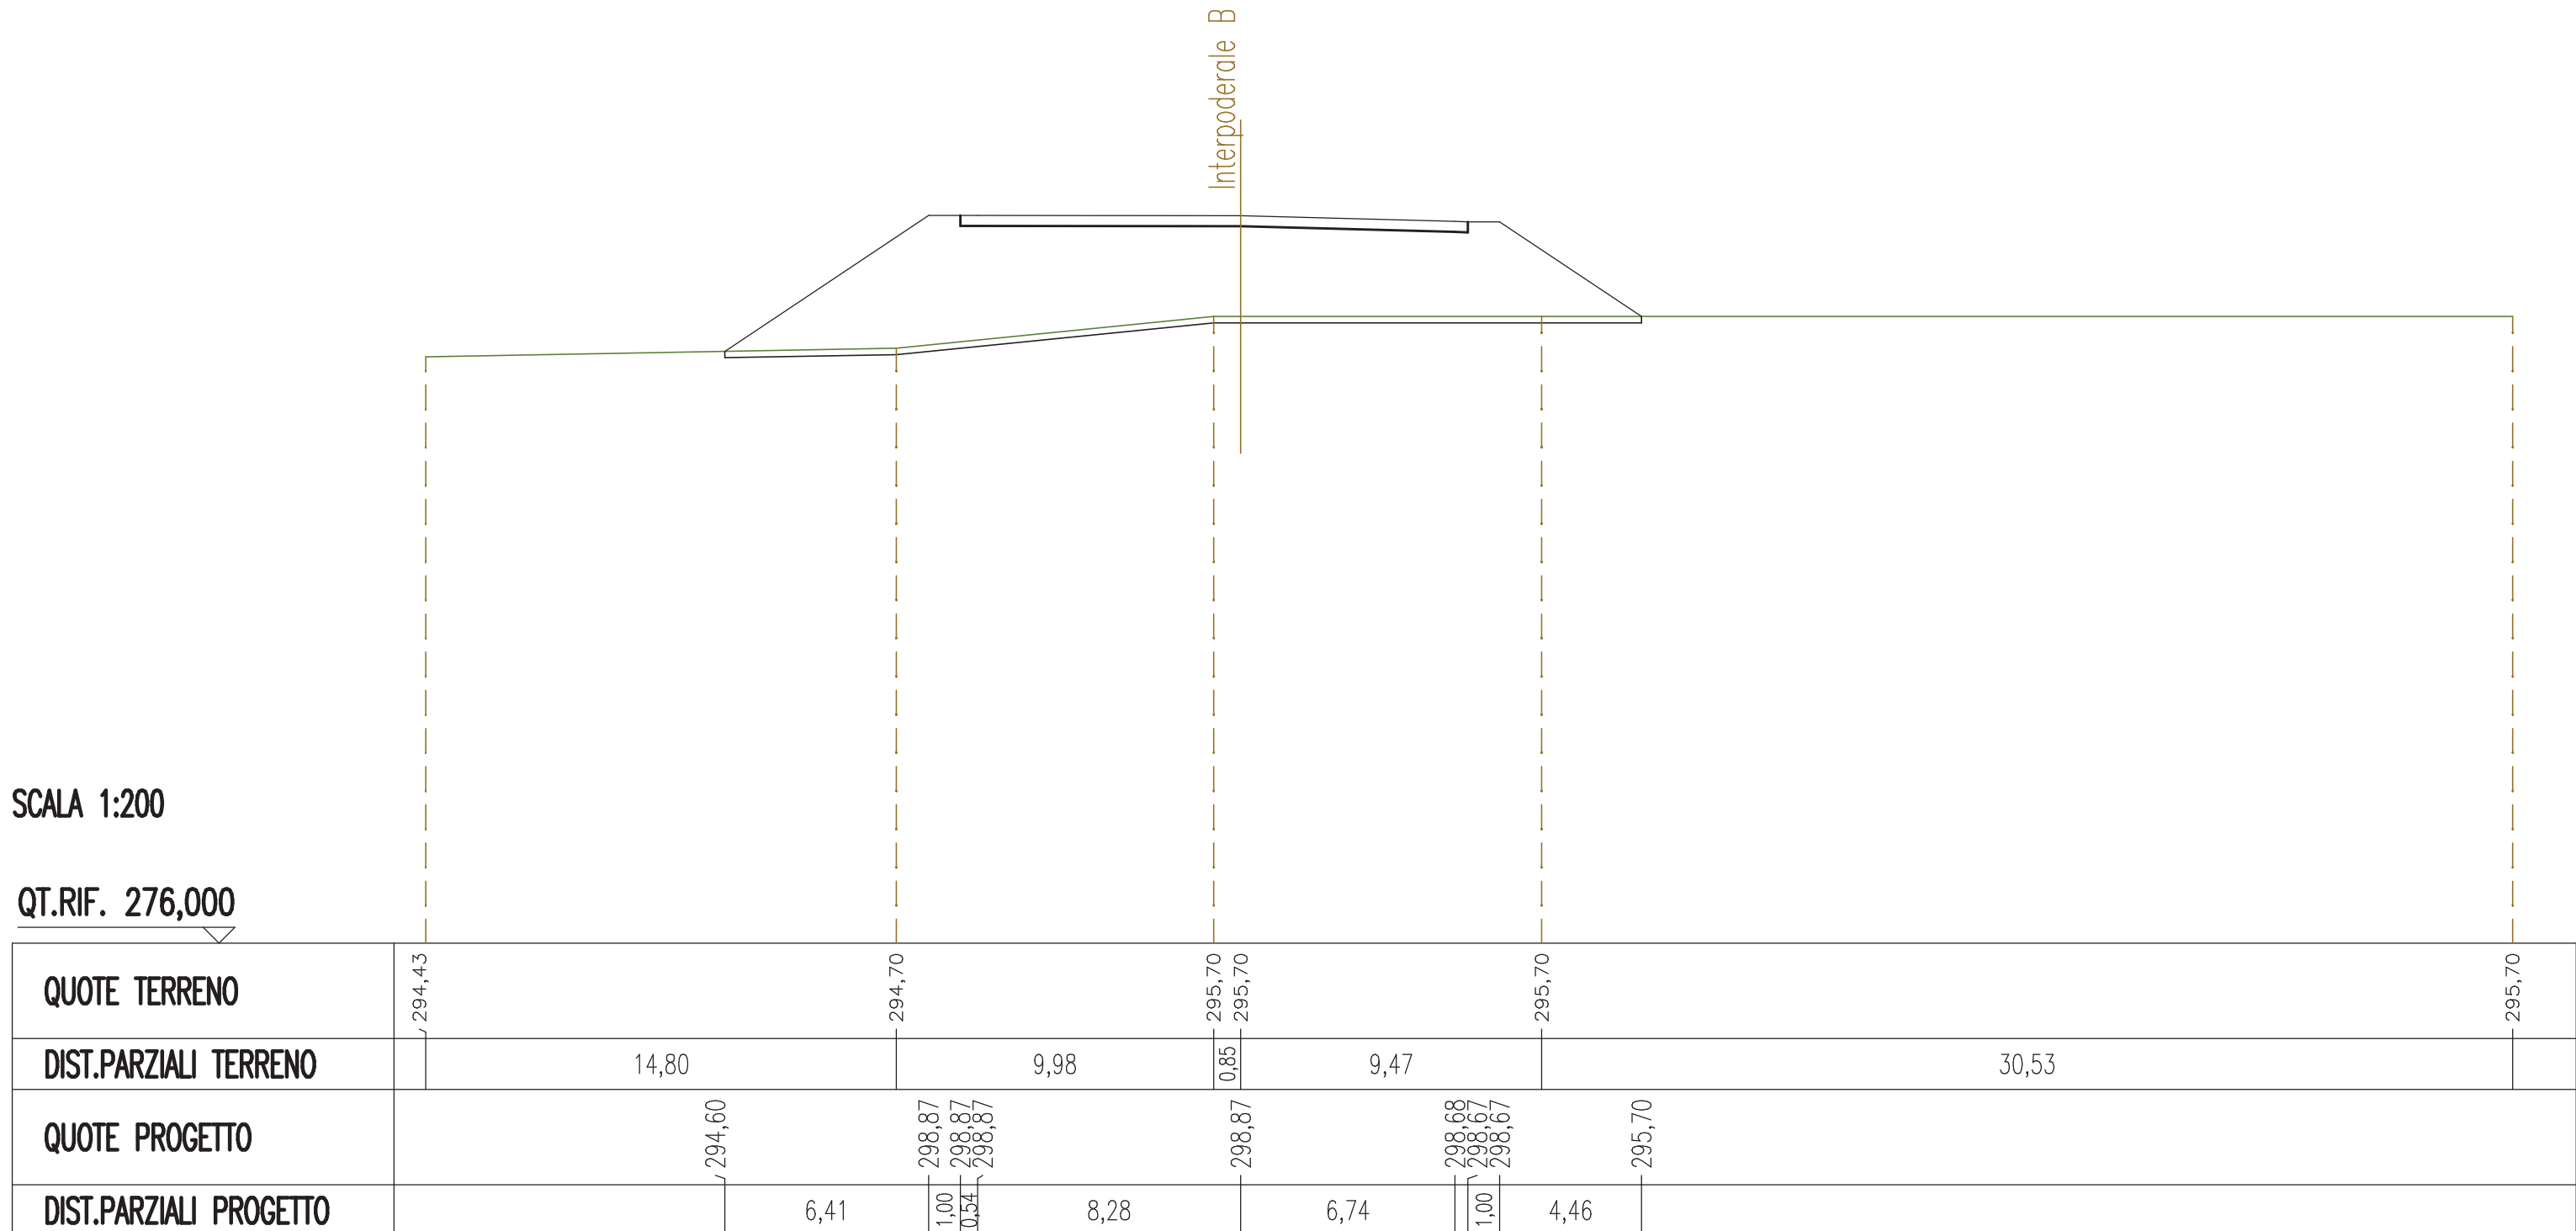 Interpoderale B
SCALA 1:200
QT.RIF. 276,000
QUOTE TERRENO 294,43 294,70 295,70 295,70 295,70 295,70
DIST.PARZIALI TERRENO 14,80 9,98 0,85 9,47 30,53
QUOTE PROGETTO 294,60 298,87 298,87 298,87 298,87 298,68 298,67 298,67 295,70
DIST.PARZIALI PROGETTO 6,41 1,00 0,54 8,28 6,74 1,00 4,46